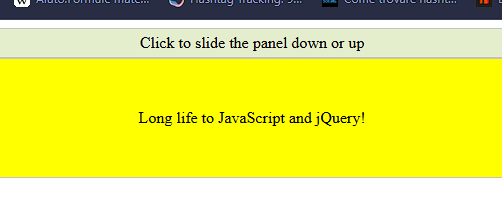 Click to slide the panel down or up
Long life to JavaScript and jQuery!